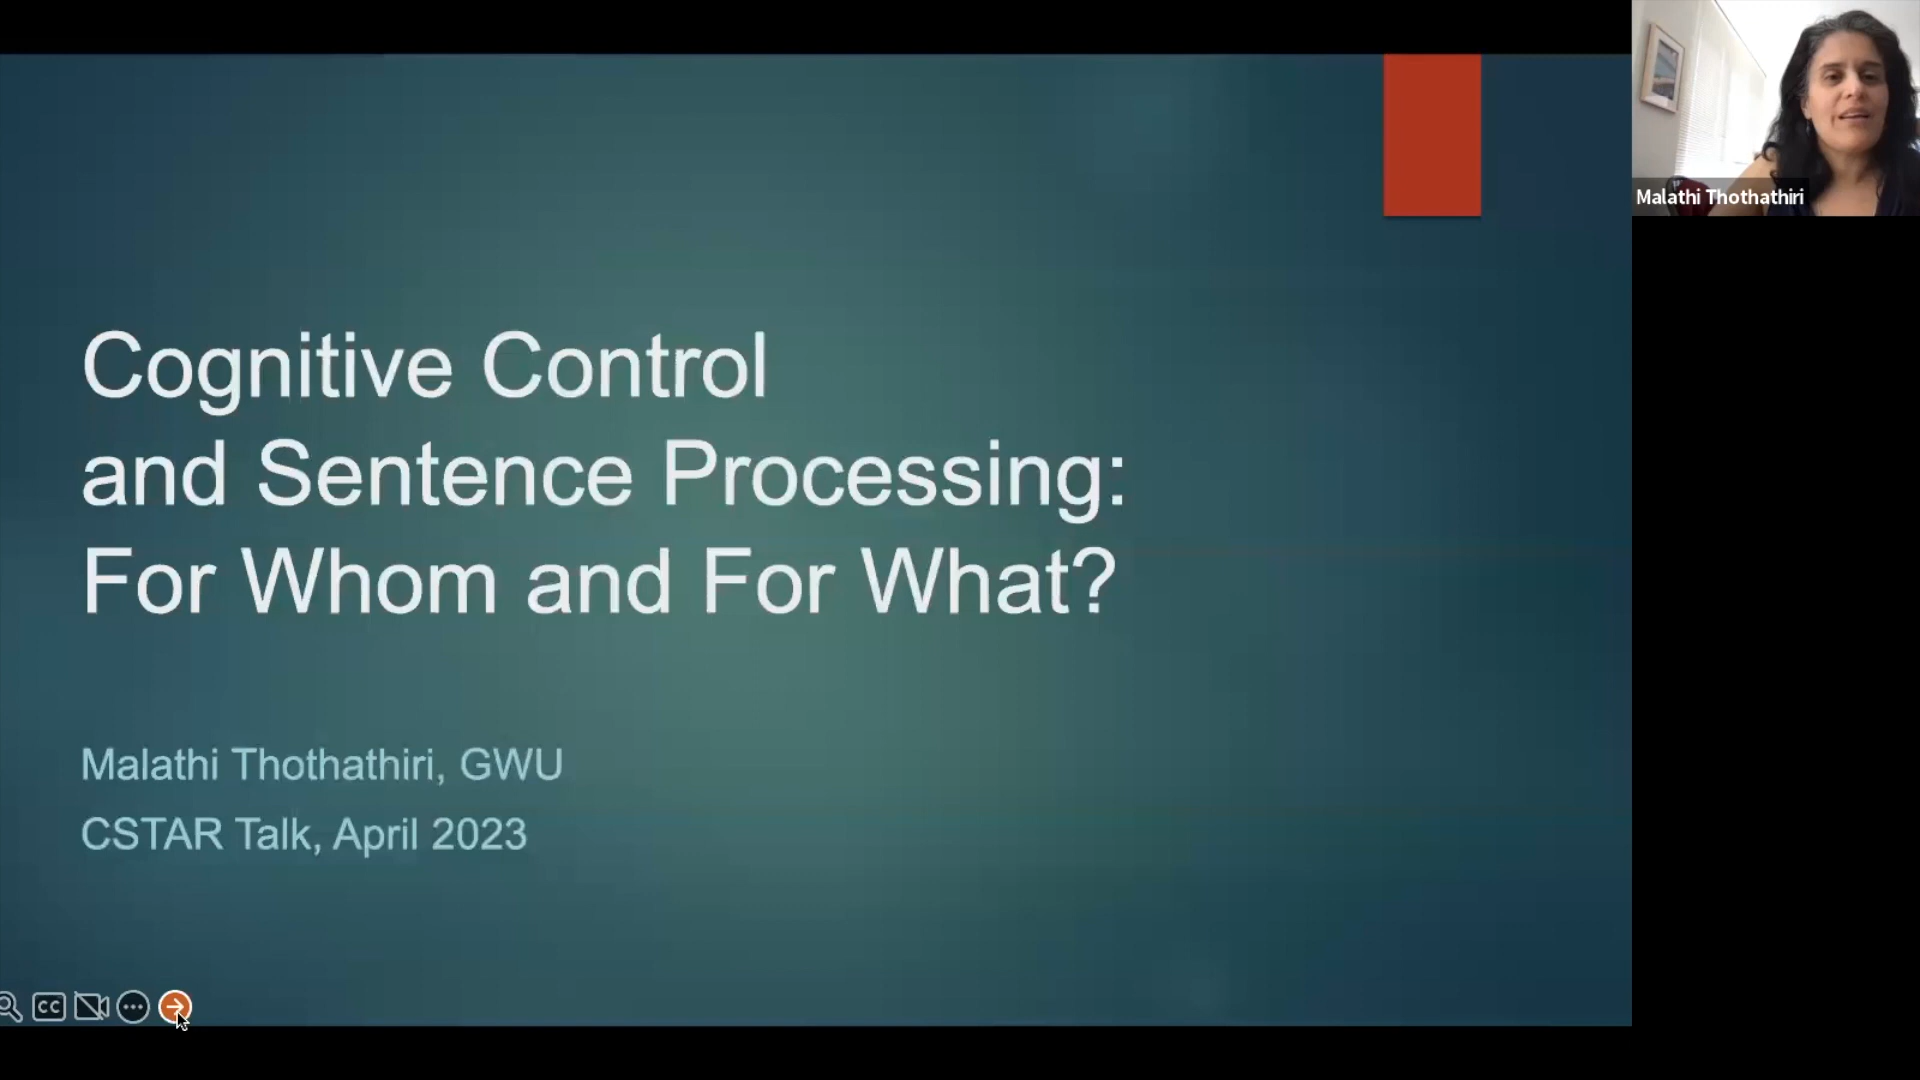 Cognitive Control
and Sentence Processing:
For Whom and For What?
Malathi Thothathiri, GWU
CSTAR Talk, April 2023
CC
Malathi Thothathiri